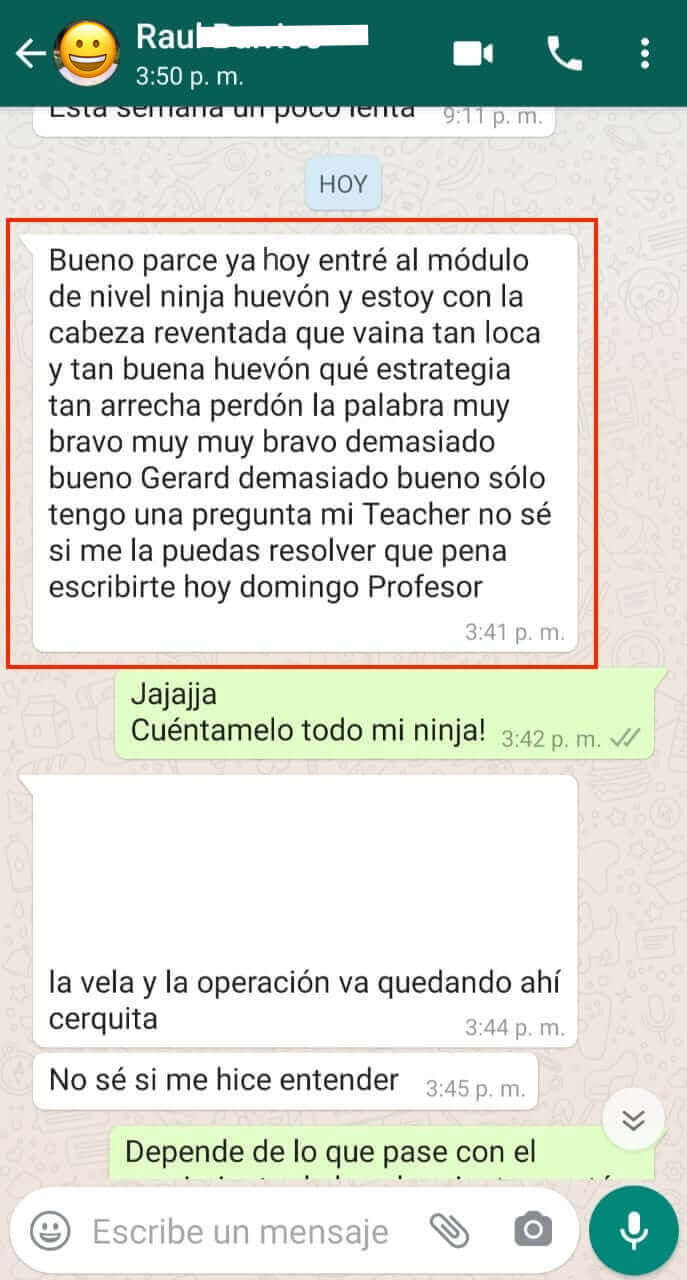 Raul
3:50 p. m.
Esta semana un poco lenta 9:11 p. m.
HOY
Bueno parce ya hoy entré al módulo
de nivel ninja huevón y estoy con la
cabeza reventada que vaina tan loca
y tan buena huevón qué estrategia
tan arrecha perdón la palabra muy
bravo muy muy bravo demasiado
bueno Gerard demasiado bueno sólo
tengo una pregunta mi Teacher no sé
si me la puedas resolver que pena
escribirte hoy domingo Profesor
3:41 p. m.
Jajajja
Cuéntamelo todo mi ninja! 3:42 p. m.
la vela y la operación va quedando ahí
cerquita 3:44 p. m.
No sé si me hice entender 3:45 p. m.
Depende de lo que pase con el
Escribe un mensaje